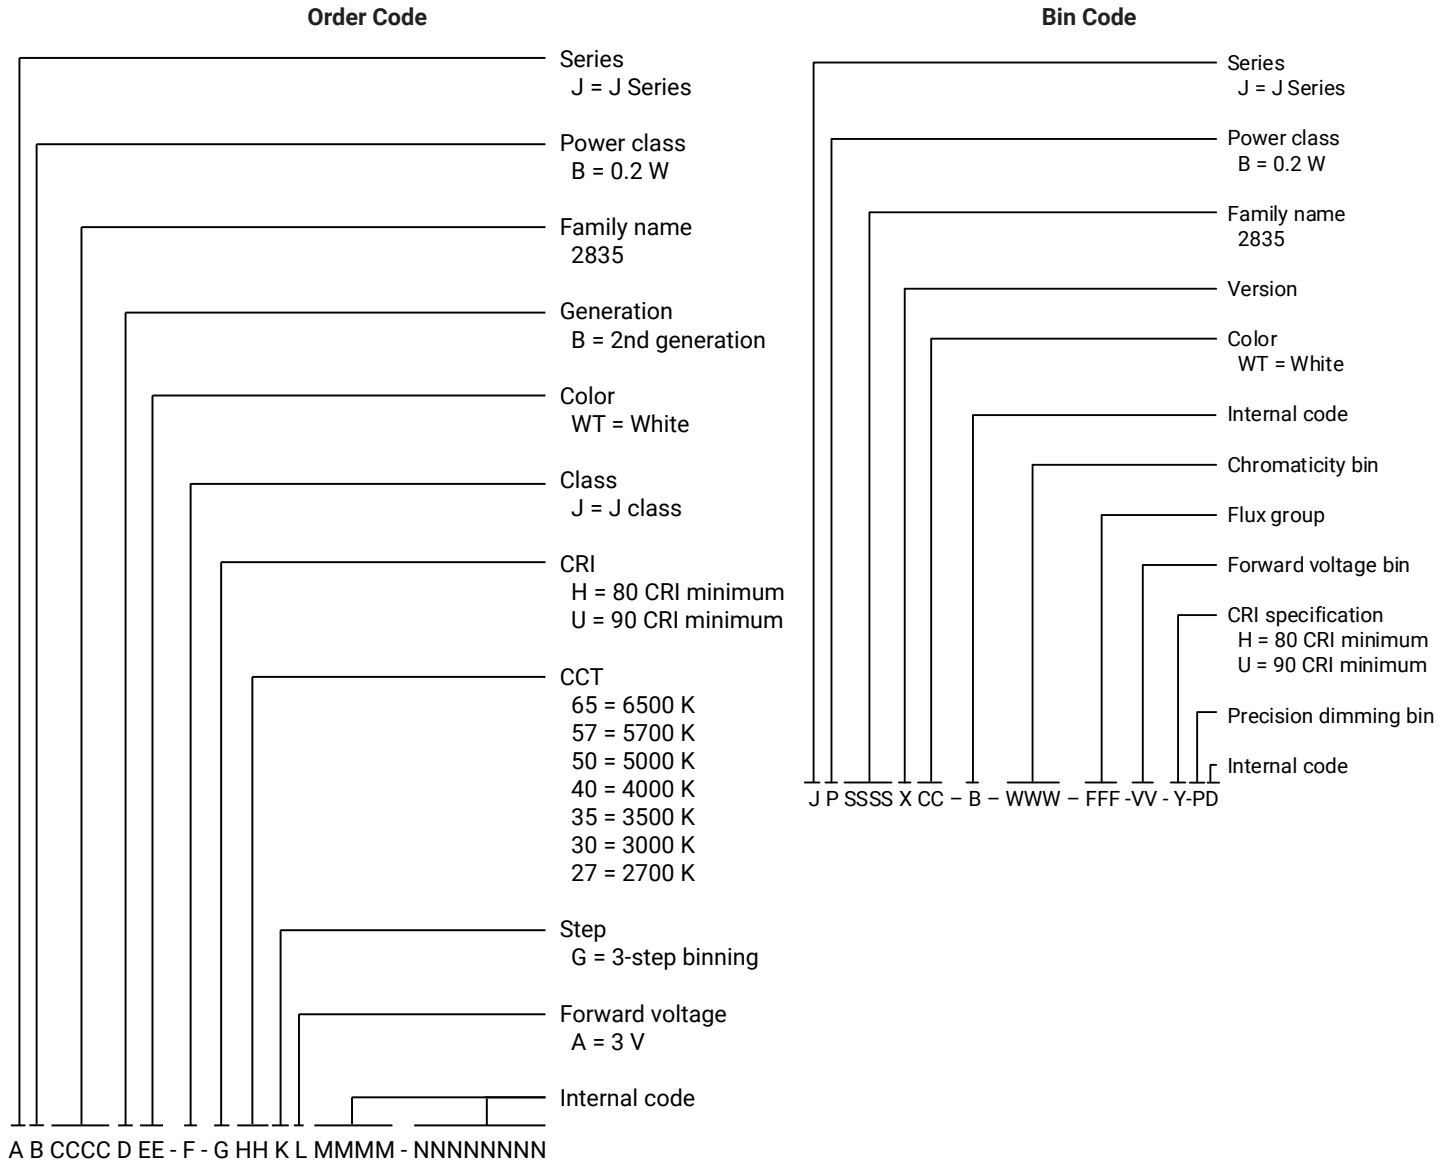 Order Code
Series
J = J Series
Power class
B = 0.2 W
Family name
2835
Generation
B = 2nd generation
Color
WT = White
Class
J = J class
CRI
H = 80 CRI minimum
U = 90 CRI minimum
CCT
65 = 6500 K
57 = 5700 K
50 = 5000 K
40 = 4000 K
35 = 3500 K
30 = 3000 K
27 = 2700 K
Step
G = 3-step binning
Forward voltage
A = 3 V
Internal code
A B CCCC D EE - F - G HH K L MMMM - NNNNNNNN
Bin Code
Series
J = J Series
Power class
B = 0.2 W
Family name
2835
Version
Color
WT = White
Internal code
Chromaticity bin
Flux group
Forward voltage bin
CRI specification
H = 80 CRI minimum
U = 90 CRI minimum
Precision dimming bin
Internal code
J P SSSS X CC – B – WWW – FFF -VV - Y-PD